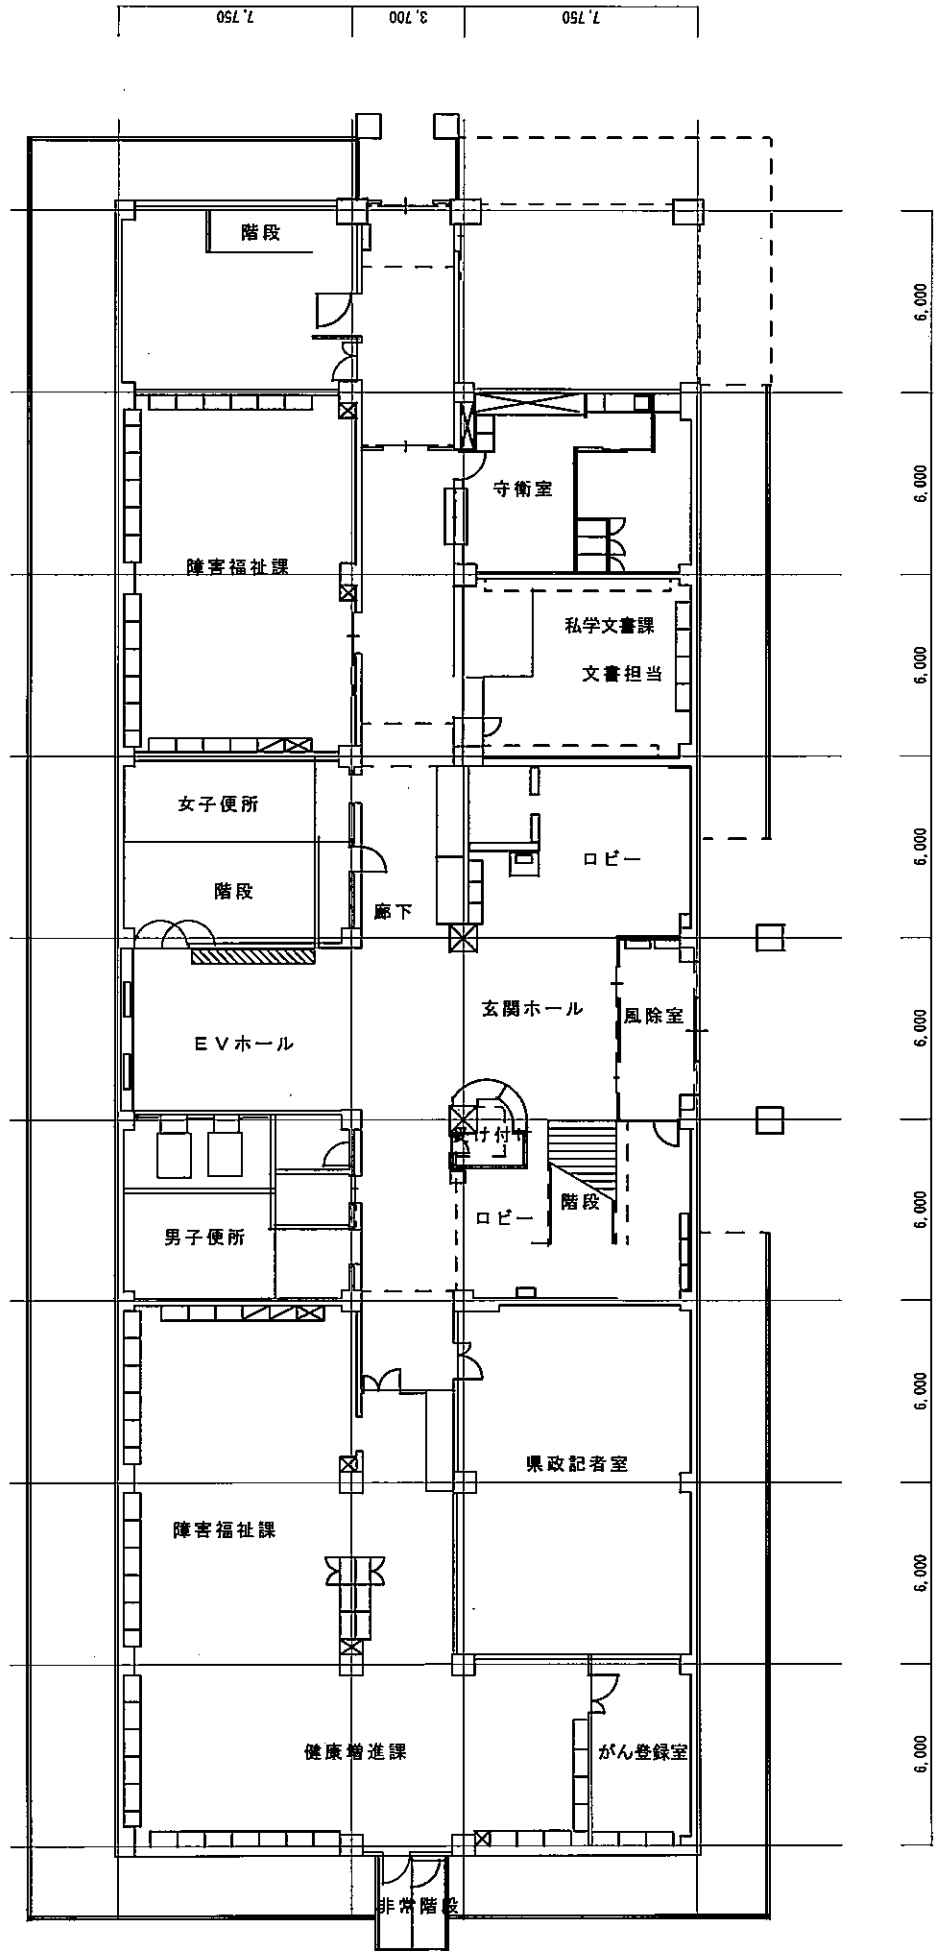 7,750
3,700
7,750
階段
6,000
守衛室
6,000
障害福祉課
私学文書課
文書担当
6,000
女子便所
ロビー
6,000
階段
廊下
玄関ホール
風除室
EVホール
6,000
受け付け
階段
ロビー
男子便所
6,000
6,000
県政記者室
障害福祉課
6,000
健康増進課
がん登録室
6,000
非常階段